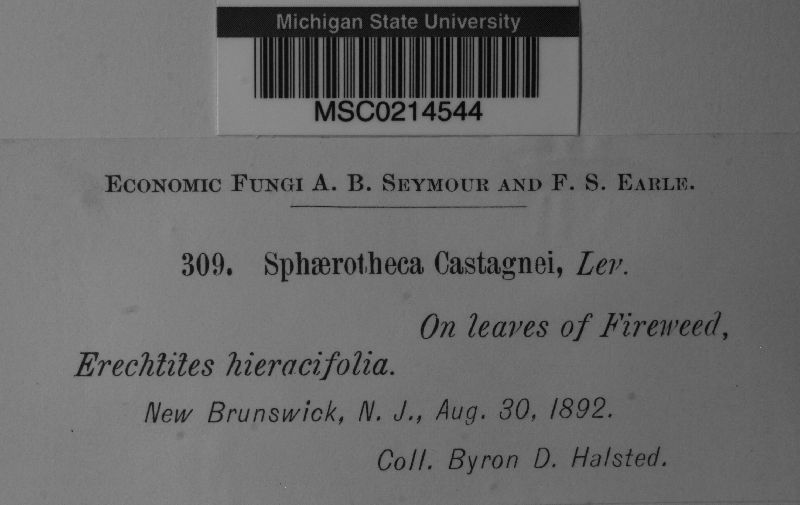 Michigan State University
MSC0214544
ECONOMIC FUNGI A. B. SEYMOUR AND F. S. EARLE.
309. Sphærotheca Castagnei, Lev.
On leaves of Fireweed,
Erechtites hieracifolia.
New Brunswick, N. J., Aug. 30, 1892.
Coll. Byron D. Halsted.